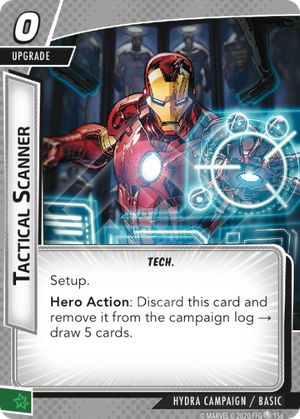 0
UPGRADE
TACTICAL SCANNER
TECH.
Setup.
Hero Action: Discard this card and
remove it from the campaign log →
draw 5 cards.
HYDRA CAMPAIGN / BASIC
© MARVEL © 2020 FFG 156